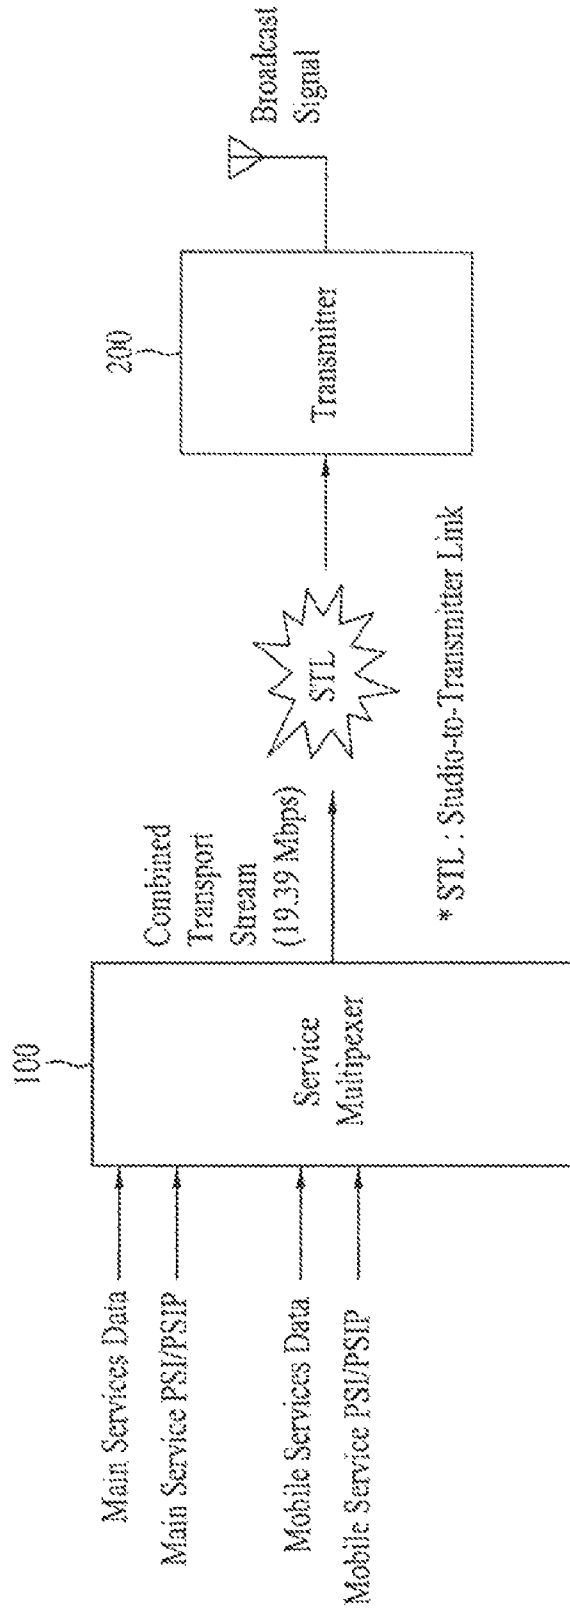 Main Services Data
Main Service PSI/PSIP
Mobile Services Data
Mobile Service PSI/PSIP
100
Service
Multipexer
Combined
Transport
Stream
(19.39 Mbps)
STL
200
Transmitter
Broadcast
Signal
* STL : Studio-to-Transmitter Link